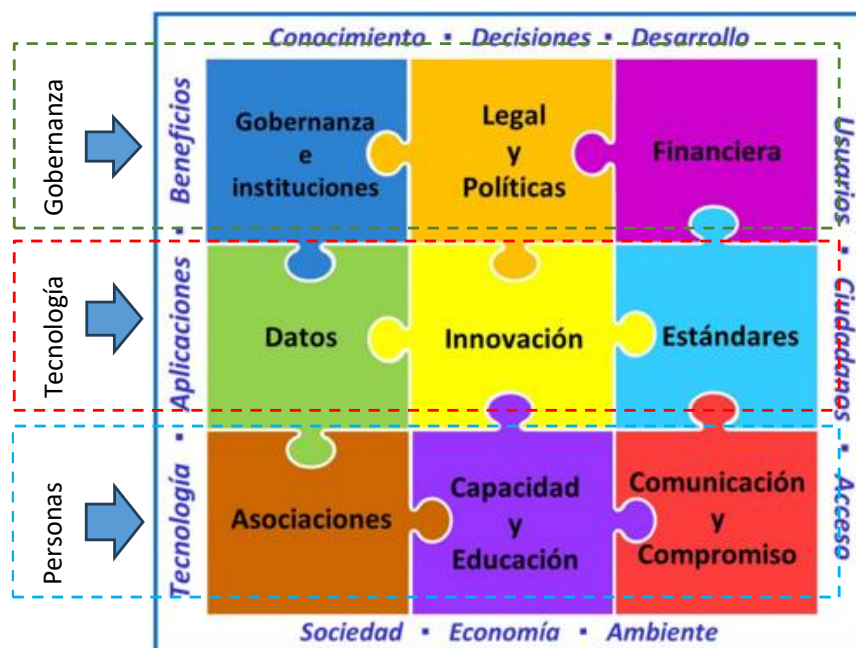 Conocimiento ▪ Decisiones ▪ Desarrollo
Gobernanza
Tecnología
Personas
Tecnología ▪ Aplicaciones ▪ Beneficios
Gobernanza
e
instituciones
Legal
y
Políticas
Financiera
Datos
Innovación
Estándares
Asociaciones
Capacidad
y
Educación
Comunicación
y
Compromiso
Usuarios ▪ Ciudadanos ▪ Acceso
Sociedad ▪ Economía ▪ Ambiente